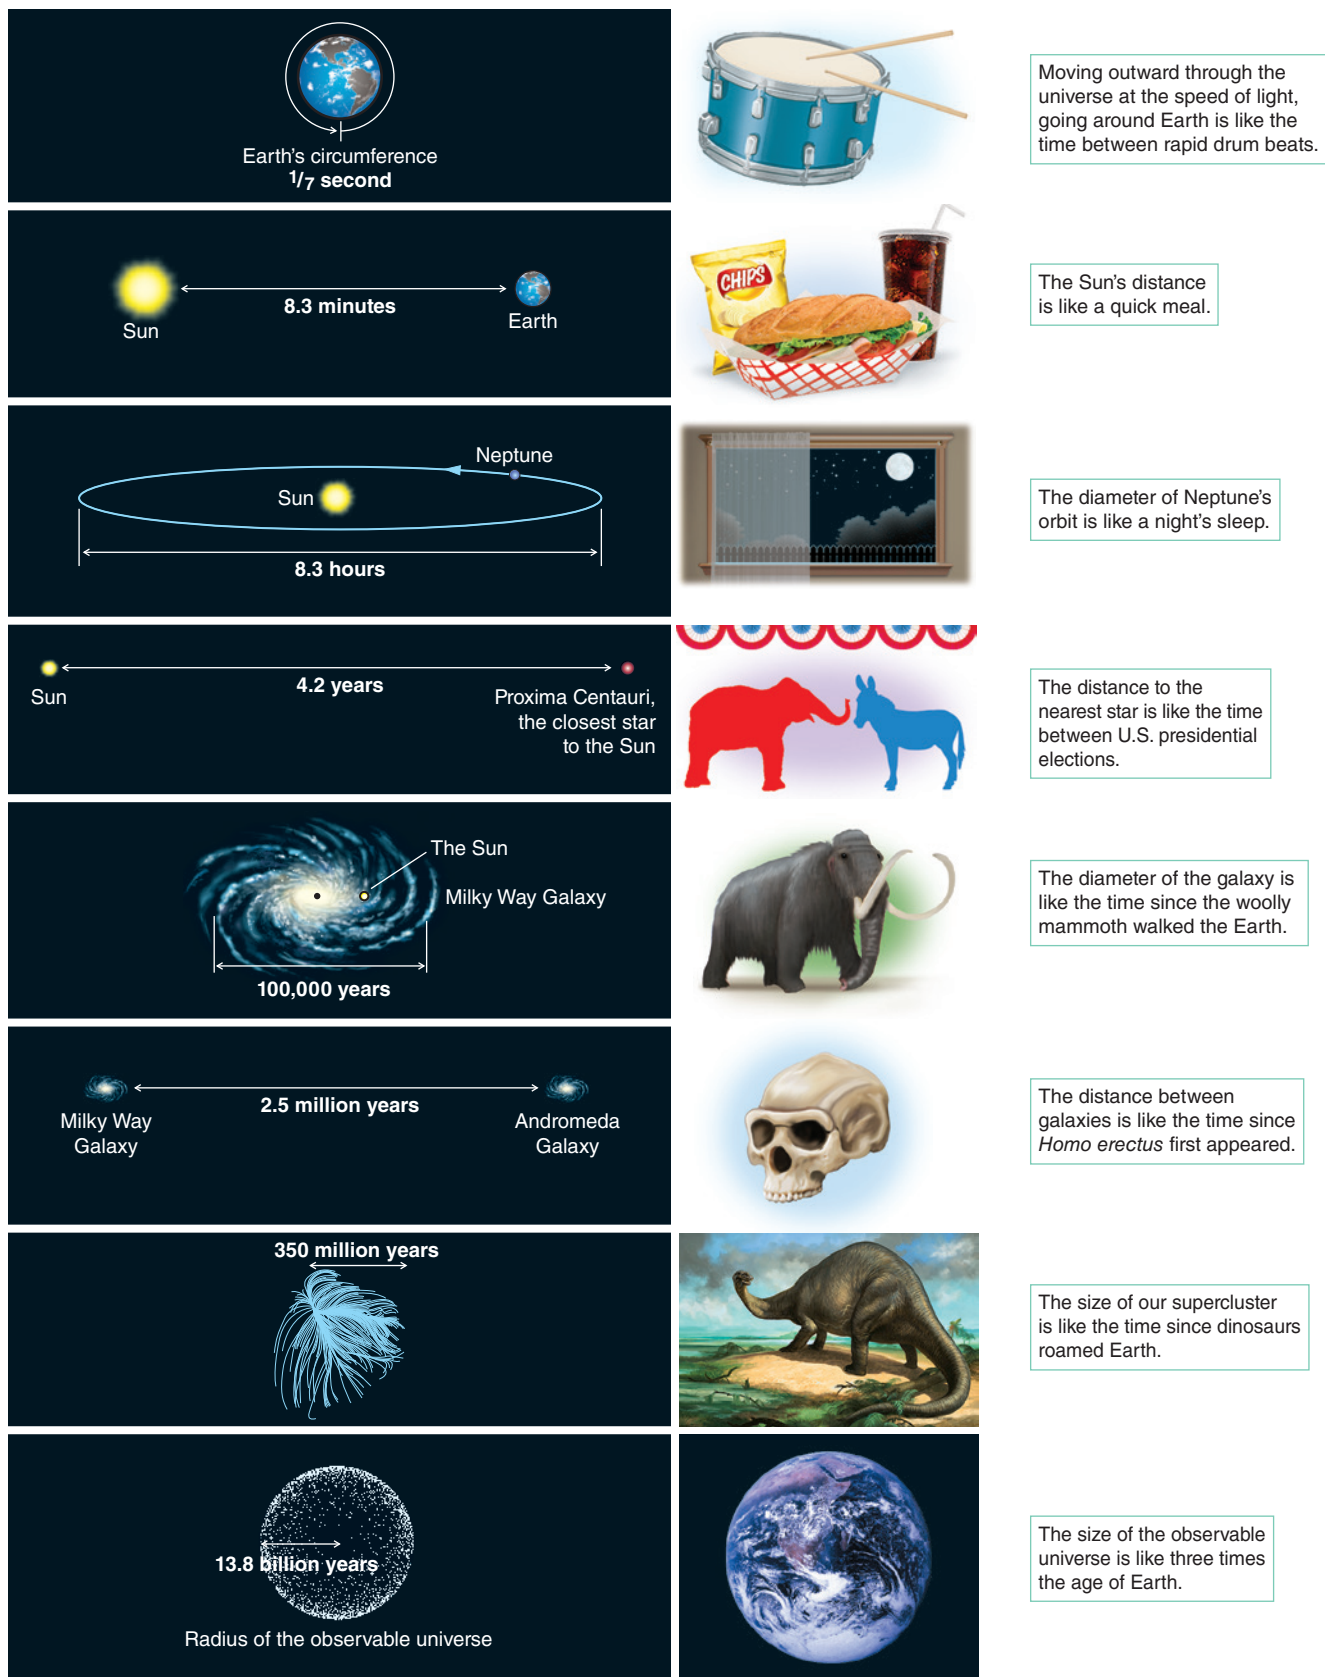 Earth's circumference
1/7 second
Moving outward through the
universe at the speed of light,
going around Earth is like the
time between rapid drum beats.
Sun
8.3 minutes
Earth
CHIPS
The Sun's distance
is like a quick meal.
Neptune
Sun
8.3 hours
The diameter of Neptune's
orbit is like a night's sleep.
Sun
4.2 years
Proxima Centauri,
the closest star
to the Sun
The distance to the
nearest star is like the time
between U.S. presidential
elections.
The Sun
Milky Way Galaxy
100,000 years
The diameter of the galaxy is
like the time since the woolly
mammoth walked the Earth.
2.5 million years
Milky Way
Galaxy
Andromeda
Galaxy
The distance between
galaxies is like the time since
Homo erectus first appeared.
350 million years
The size of our supercluster
is like the time since dinosaurs
roamed Earth.
13.8 billion years
Radius of the observable universe
The size of the observable
universe is like three times
the age of Earth.